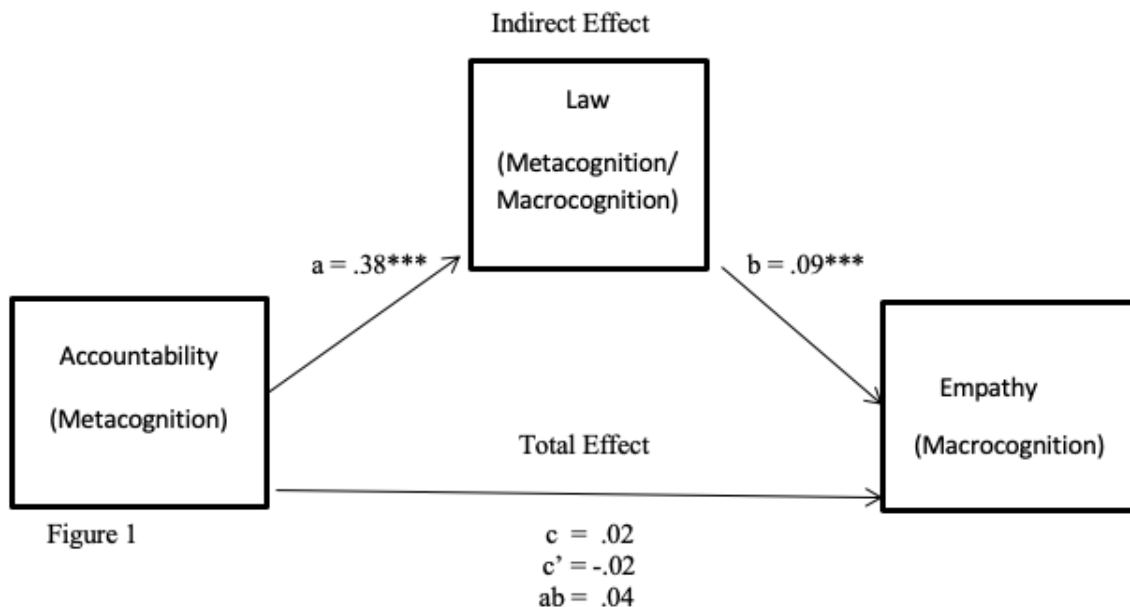 Indirect Effect
Law
(Metacognition/
Macrocognition)
a = .38***
b = .09***
Accountability
(Metacognition)
Empathy
(Macrocognition)
Total Effect
Figure 1
c = .02
c’ = -.02
ab = .04